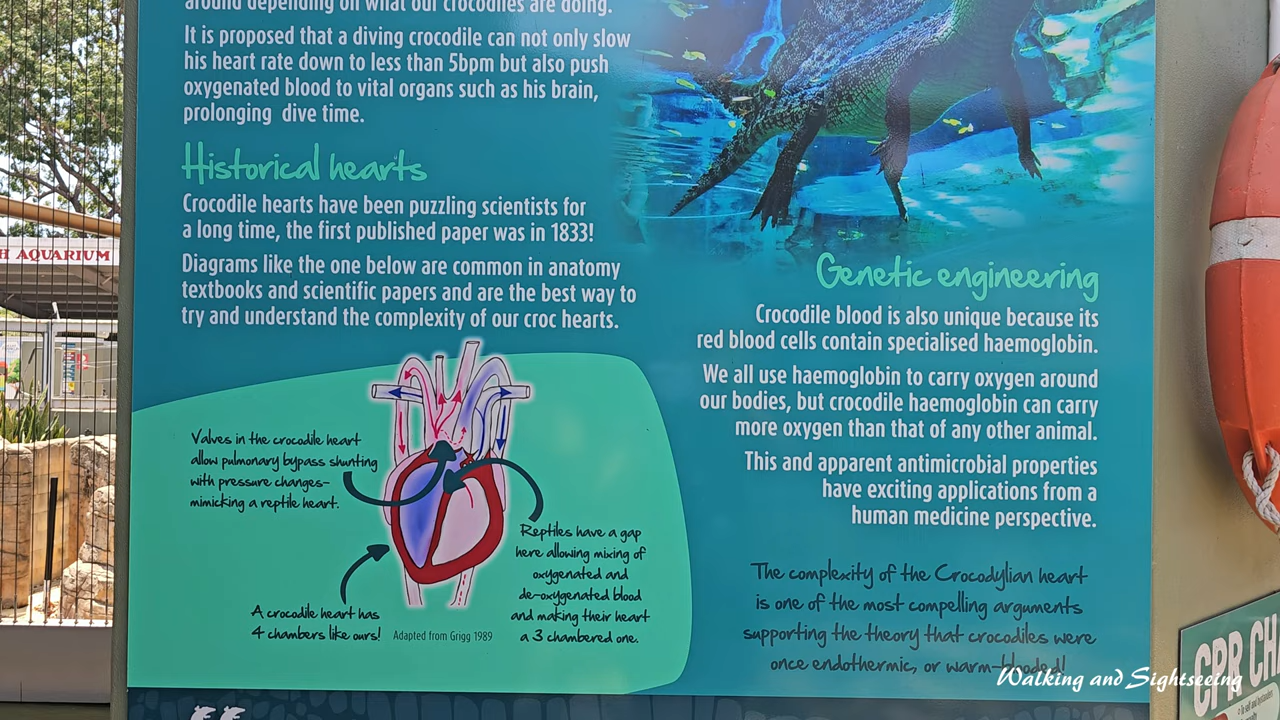 around depending on what our crocodiles are doing.
It is proposed that a diving crocodile can not only slow
his heart rate down to less than 5bpm but also push
oxygenated blood to vital organs such as his brain,
prolonging dive time.
Historical hearts
Crocodile hearts have been puzzling scientists for
a long time, the first published paper was in 1833!
Diagrams like the one below are common in anatomy
textbooks and scientific papers and are the best way to
try and understand the complexity of our croc hearts.
Valves in the crocodile heart
allow pulmonary bypass shunting
with pressure changes-
mimicking a reptile heart.
Reptiles have a gap
here allowing mixing of
oxygenated and
de-oxygenated blood
and making their heart
a 3 chambered one.
A crocodile heart has
4 chambers like ours!
Adapted from Grigg 1989
Genetic engineering
Crocodile blood is also unique because its
red blood cells contain specialised haemoglobin.
We all use haemoglobin to carry oxygen around
our bodies, but crocodile haemoglobin can carry
more oxygen than that of any other animal.
This and apparent antimicrobial properties
have exciting applications from a
human medicine perspective.
The complexity of the Crocodylian heart
is one of the most compelling arguments
supporting the theory that crocodiles were
once endothermic, or warm-blooded!
H AQUARIUM
CPR CHA
Walking and Sightseeing